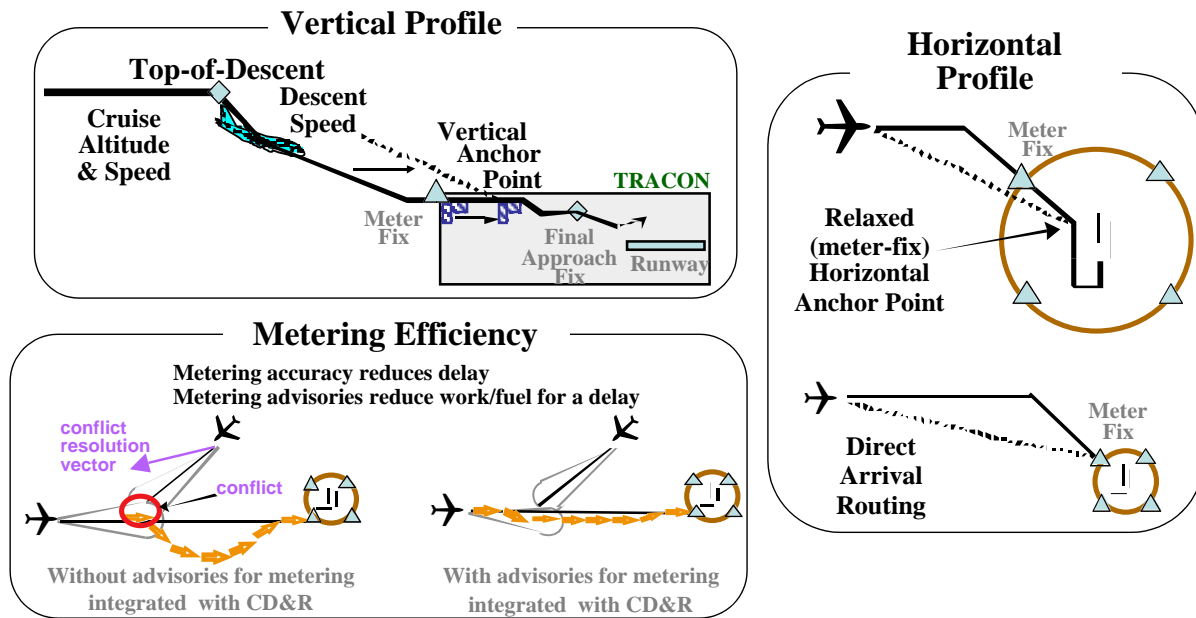 Vertical Profile
Top-of-Descent
Descent
Speed
Cruise
Altitude
& Speed
Vertical
Anchor
Point
TRACON
Meter
Fix
Final
Approach
Fix
Runway
Horizontal
Profile
Meter
Fix
Relaxed
(meter-fix)
Horizontal
Anchor Point
Meter
Fix
Direct
Arrival
Routing
Metering Efficiency
Metering accuracy reduces delay
Metering advisories reduce work/fuel for a delay
conflict
resolution
vector
conflict
Without advisories for metering
integrated with CD&R
With advisories for metering
integrated with CD&R